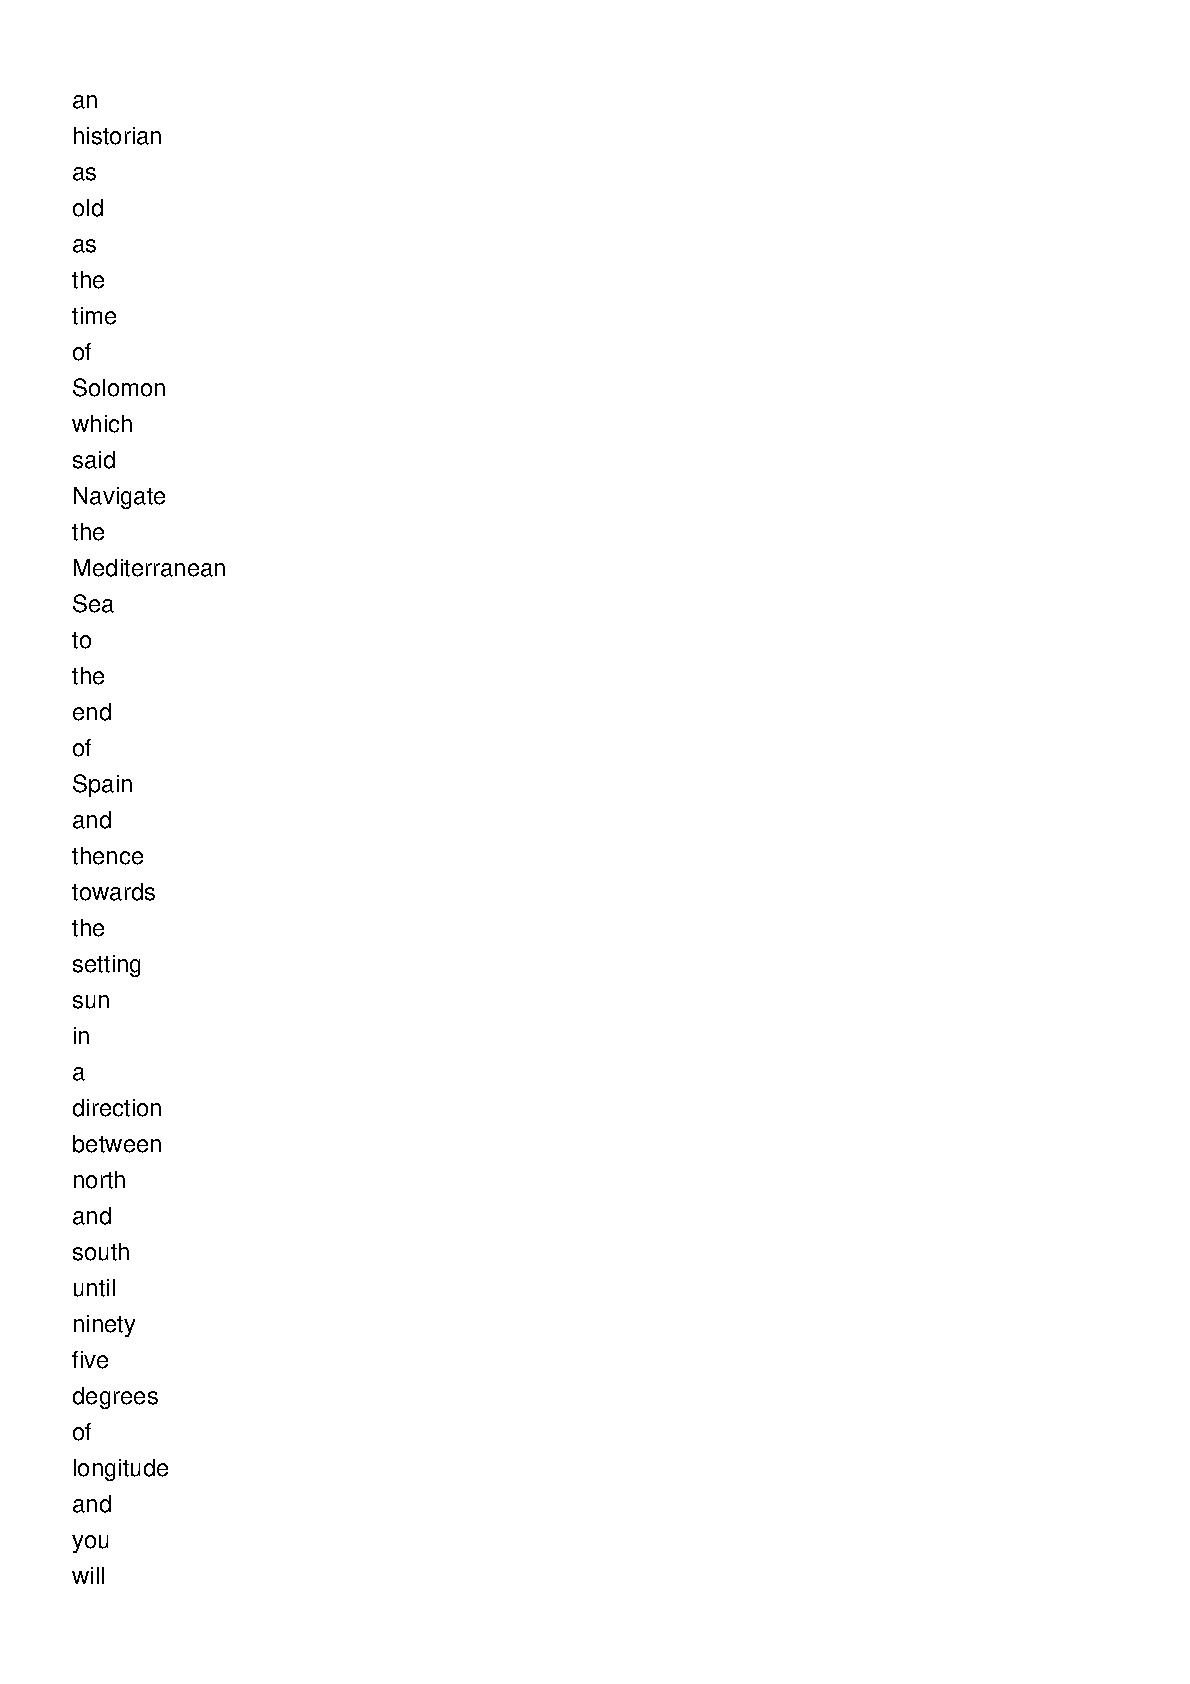 an
historian
as
old
as
the
time
of
Solomon
which
said
Navigate
the
Mediterranean
Sea
to
the
end
of
Spain
and
thence
towards
the
setting
sun
in
a
direction
between
north
and
south
until
ninety
five
degrees
of
longitude
and
you
will